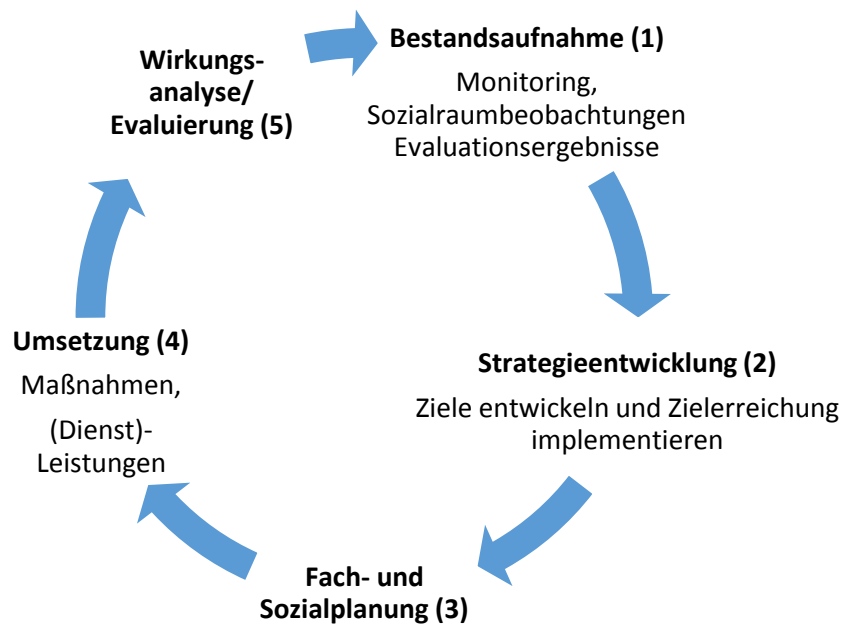 Bestandsaufnahme (1)
Monitoring,
Sozialraumbeobachtungen
Evaluationsergebnisse
Strategieentwicklung (2)
Ziele entwickeln und Zielerreichung
implementieren
Fach- und
Sozialplanung (3)
Umsetzung (4)
Maßnahmen,
(Dienst)-
Leistungen
Wirkungs-
analyse/
Evaluierung (5)